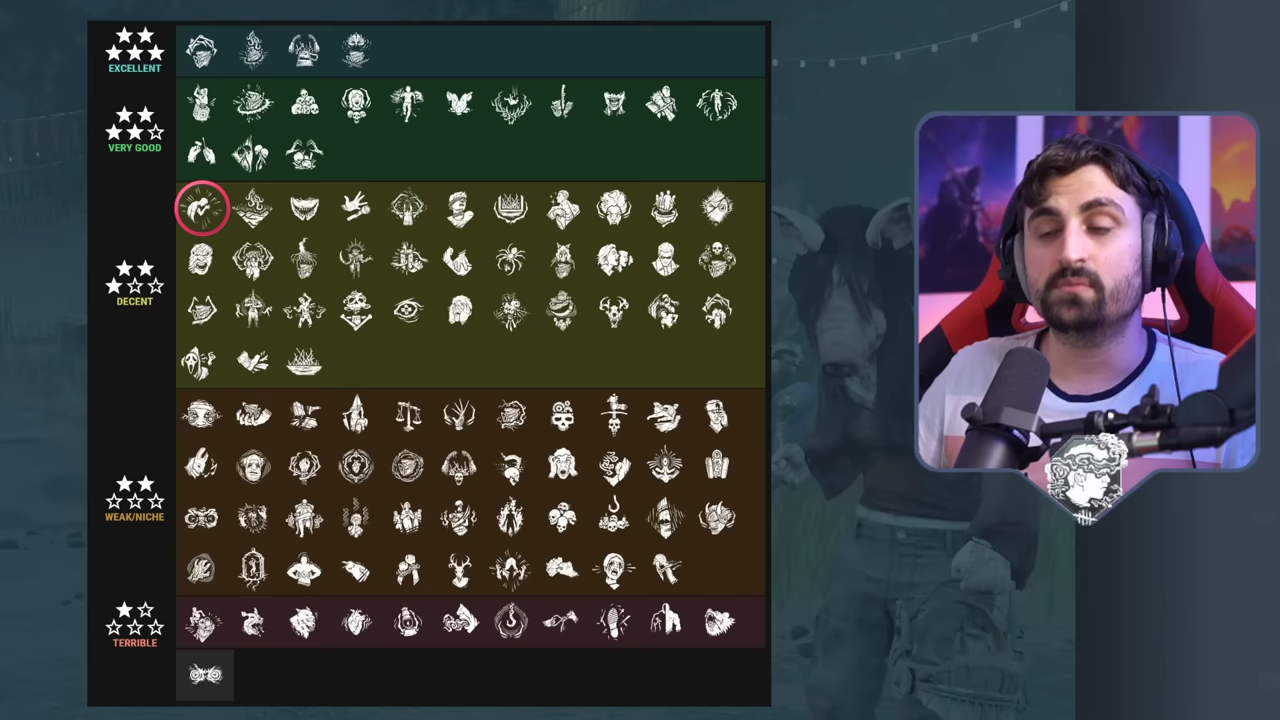 EXCELLENT
VERY GOOD
DECENT
WEAK/NICHE
TERRIBLE